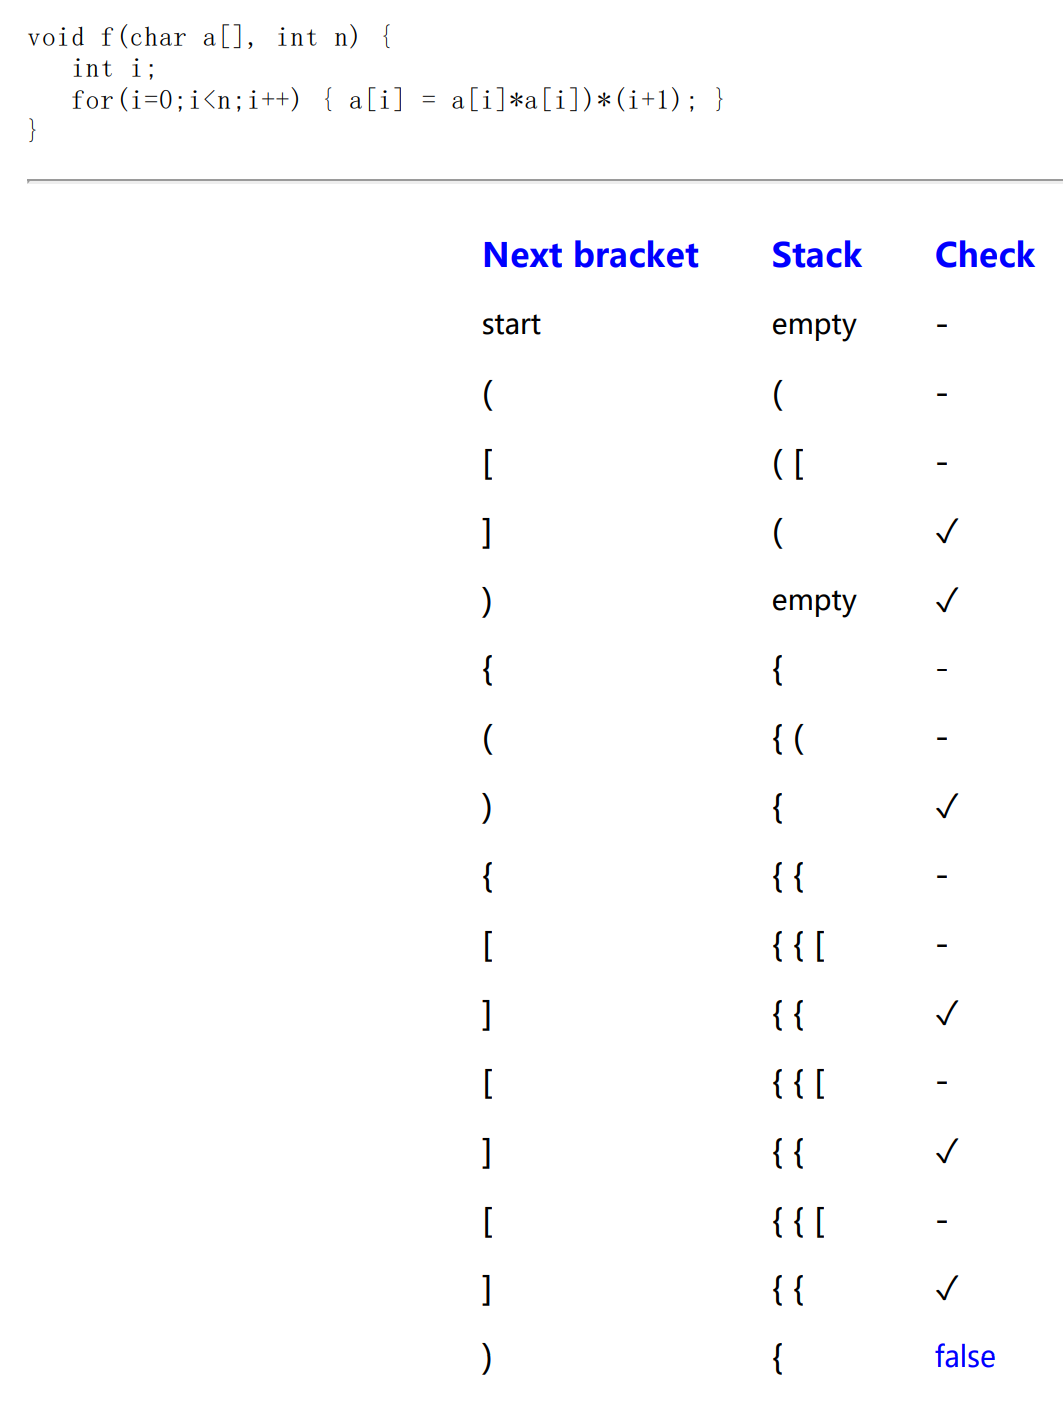 void f(char a[], int n) {
int i;
for(i=0;i<n;i++) { a[i] = a[i]*a[i])*(i+1); }
}
Next bracket Stack Check
start empty -
( ( -
[ ( [ -
] ( ✓
) empty ✓
{ { -
( { ( -
) { ✓
{ { { -
[ { { [ -
] { { ✓
[ { { [ -
] { { ✓
[ { { [ -
] { { ✓
) { false